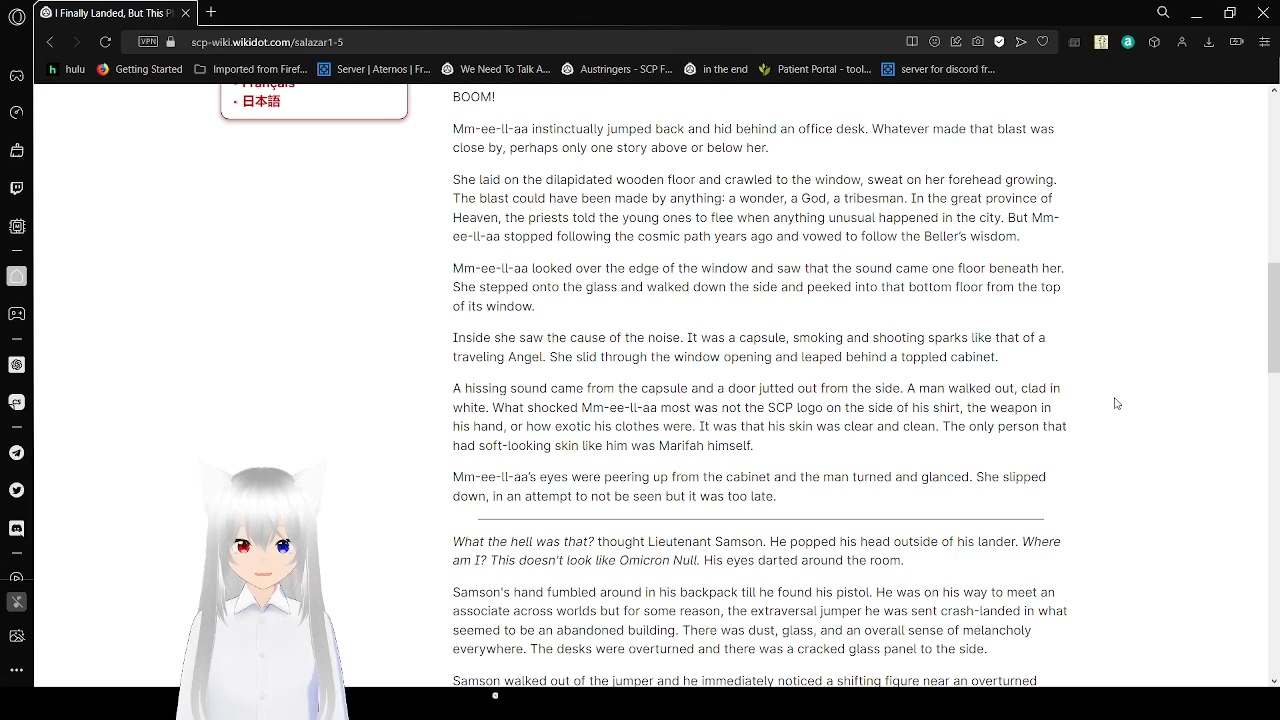 I Finally Landed, But This Pl
VPN
scp-wiki.wikidot.com/salazar1-5
hulu
Getting Started
Imported from Firef...
Server | Aternos | Fr...
We Need To Talk A...
Austringers - SCP F...
in the end
Patient Portal - tool...
server for discord fr...
Français
日本語
BOOM!
Mm-ee-ll-aa instinctually jumped back and hid behind an office desk. Whatever made that blast was
close by, perhaps only one story above or below her.
She laid on the dilapidated wooden floor and crawled to the window, sweat on her forehead growing.
The blast could have been made by anything: a wonder, a God, a tribesman. In the great province of
Heaven, the priests told the young ones to flee when anything unusual happened in the city. But Mm-
ee-ll-aa stopped following the cosmic path years ago and vowed to follow the Beller's wisdom.
Mm-ee-ll-aa looked over the edge of the window and saw that the sound came one floor beneath her.
She stepped onto the glass and walked down the side and peeked into that bottom floor from the top
of its window.
Inside she saw the cause of the noise. It was a capsule, smoking and shooting sparks like that of a
traveling Angel. She slid through the window opening and leaped behind a toppled cabinet.
A hissing sound came from the capsule and a door jutted out from the side. A man walked out, clad in
white. What shocked Mm-ee-ll-aa most was not the SCP logo on the side of his shirt, the weapon in
his hand, or how exotic his clothes were. It was that his skin was clear and clean. The only person that
had soft-looking skin like him was Marifah himself.
Mm-ee-ll-aa's eyes were peering up from the cabinet and the man turned and glanced. She slipped
down, in an attempt to not be seen but it was too late.
What the hell was that? thought Lieutenant Samson. He popped his head outside of his lander. Where
am I? This doesn't look like Omicron Null. His eyes darted around the room.
Samson's hand fumbled around in his backpack till he found his pistol. He was on his way to meet an
associate across worlds but for some reason, the extraversal jumper he was sent crash-landed in what
seemed to be an abandoned building. There was dust, glass, and an overall sense of melancholy
everywhere. The desks were overturned and there was a cracked glass panel to the side.
Samson walked out of the jumper and he immediately noticed a shifting figure near an overturned